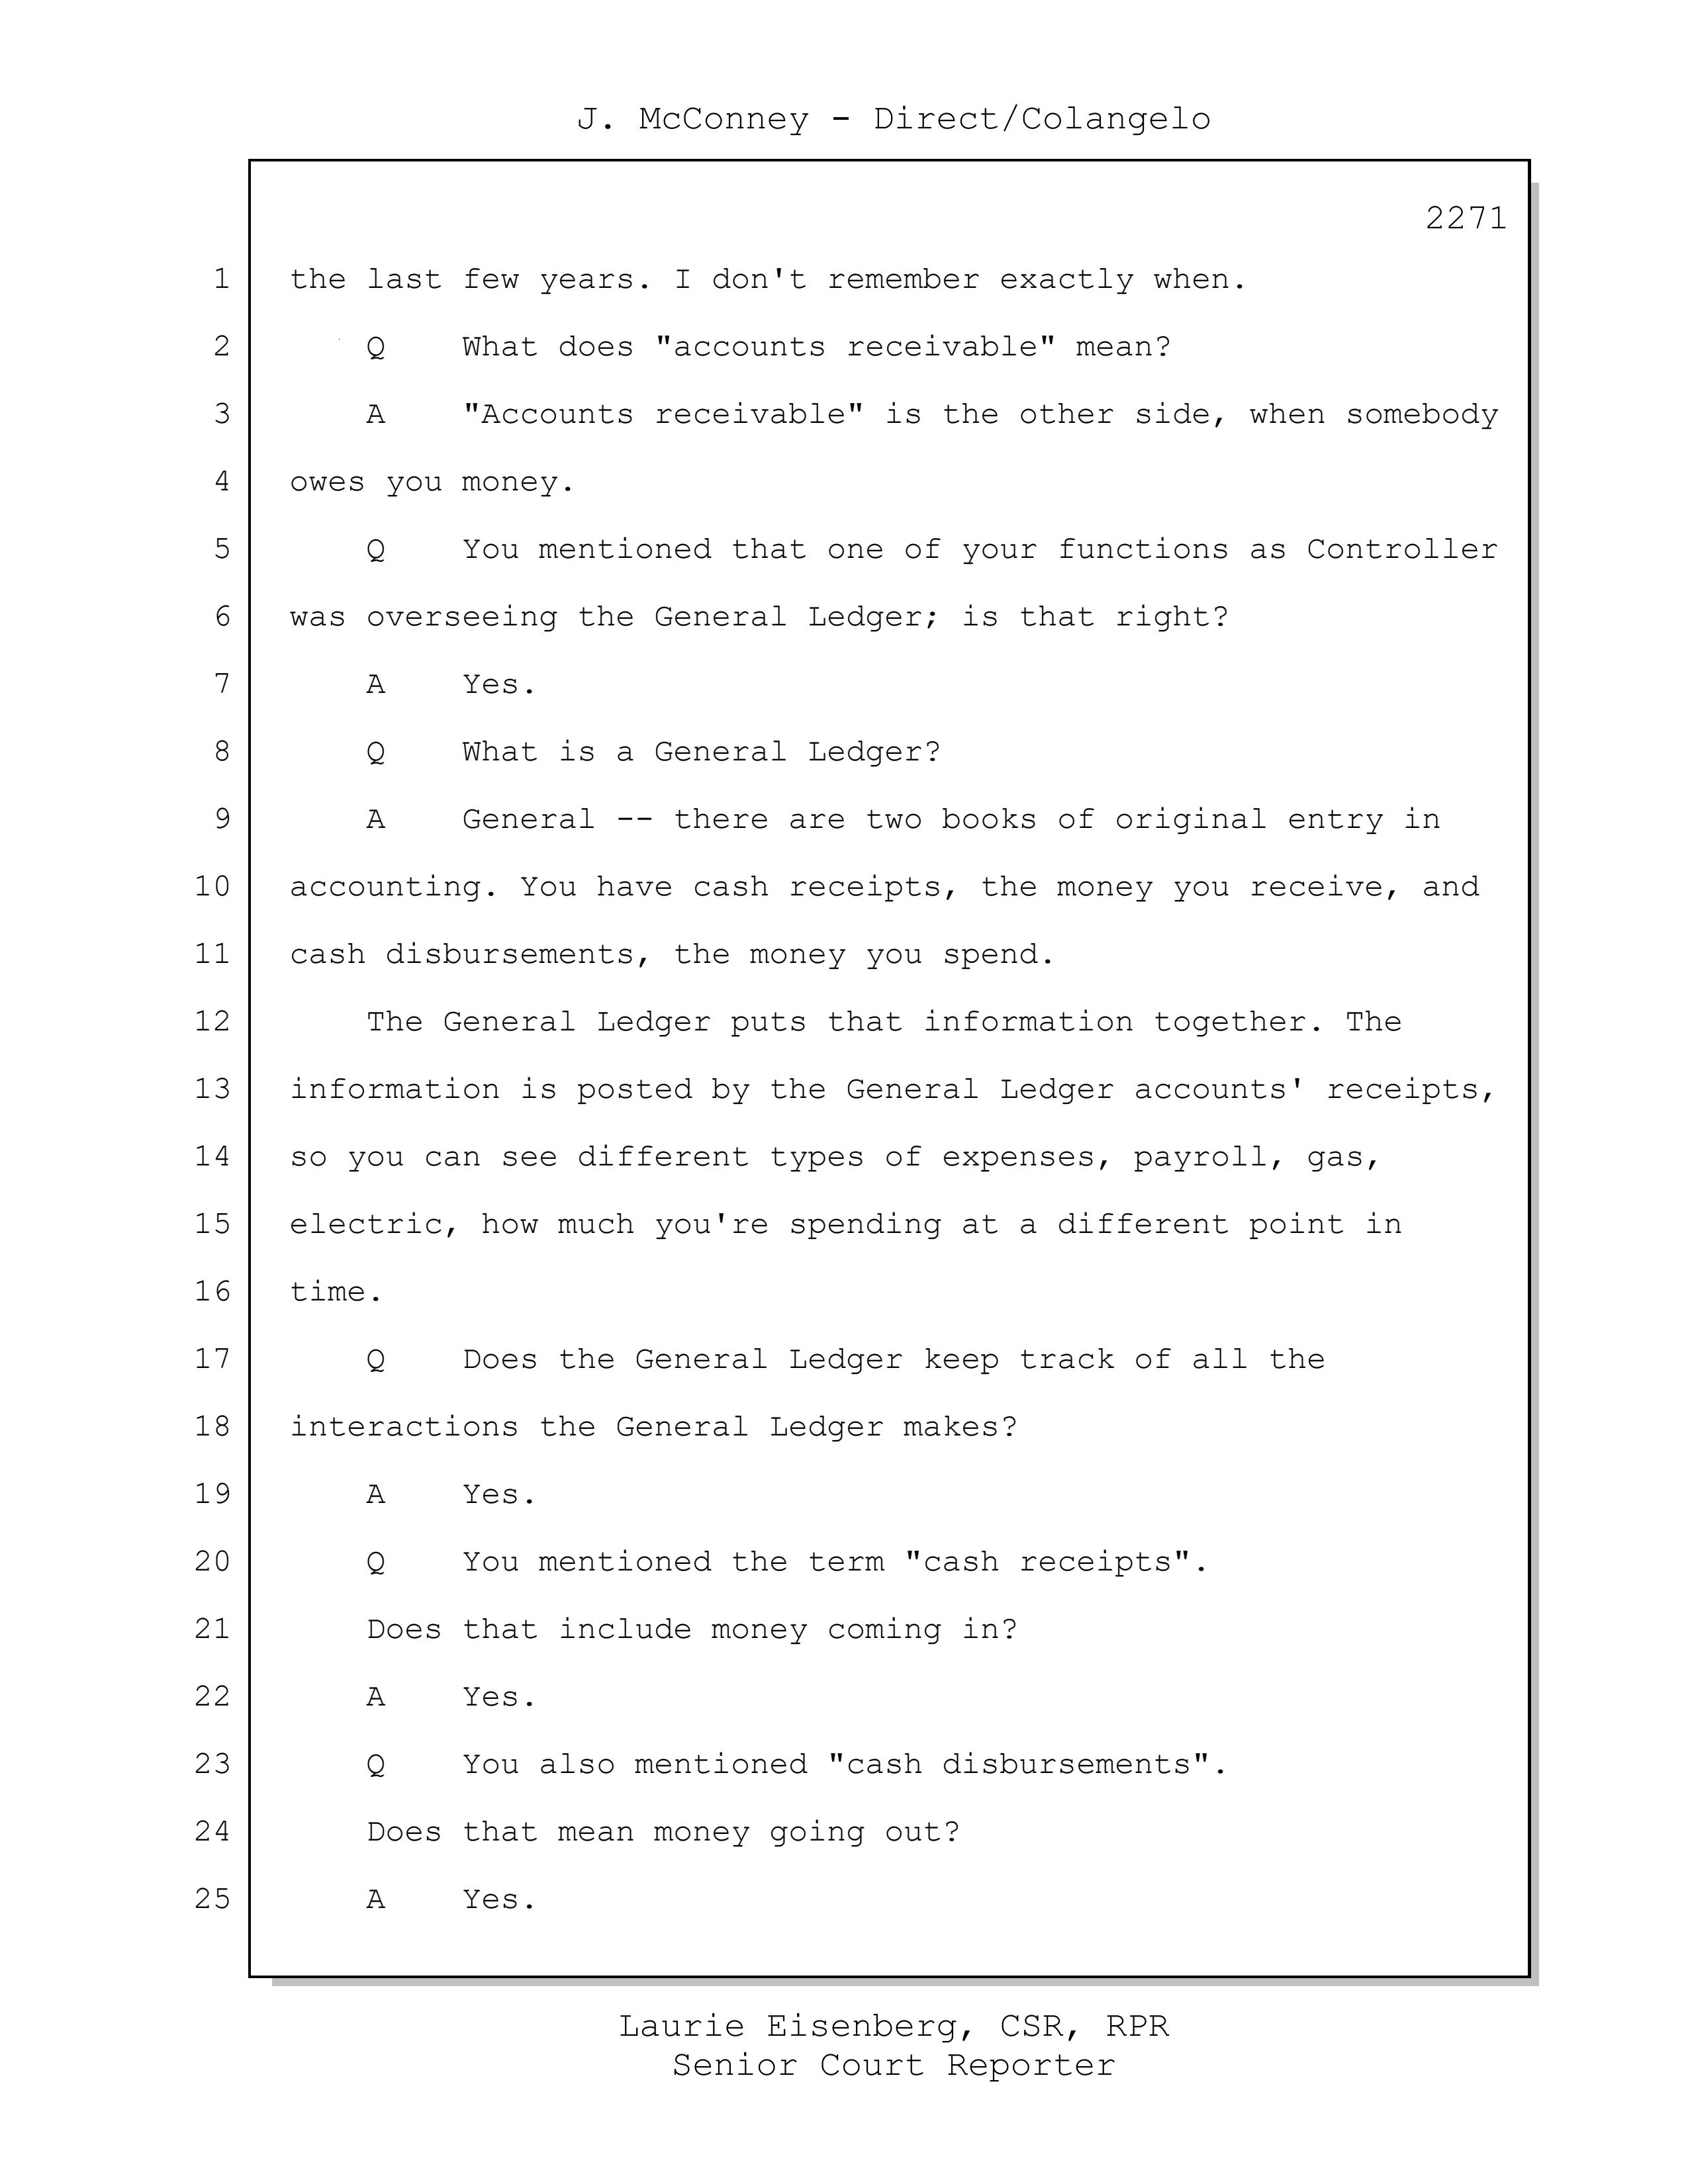 J. McConney - Direct/Colangelo
2271
1 the last few years. I don't remember exactly when.
2 Q What does "accounts receivable" mean?
3 A "Accounts receivable" is the other side, when somebody
4 owes you money.
5 Q You mentioned that one of your functions as Controller
6 was overseeing the General Ledger; is that right?
7 A Yes.
8 Q What is a General Ledger?
9 A General -- there are two books of original entry in
10 accounting. You have cash receipts, the money you receive, and
11 cash disbursements, the money you spend.
12 The General Ledger puts that information together. The
13 information is posted by the General Ledger accounts' receipts,
14 so you can see different types of expenses, payroll, gas,
15 electric, how much you're spending at a different point in
16 time.
17 Q Does the General Ledger keep track of all the
18 interactions the General Ledger makes?
19 A Yes.
20 Q You mentioned the term "cash receipts".
21 Does that include money coming in?
22 A Yes.
23 Q You also mentioned "cash disbursements".
24 Does that mean money going out?
25 A Yes.
Laurie Eisenberg, CSR, RPR
Senior Court Reporter